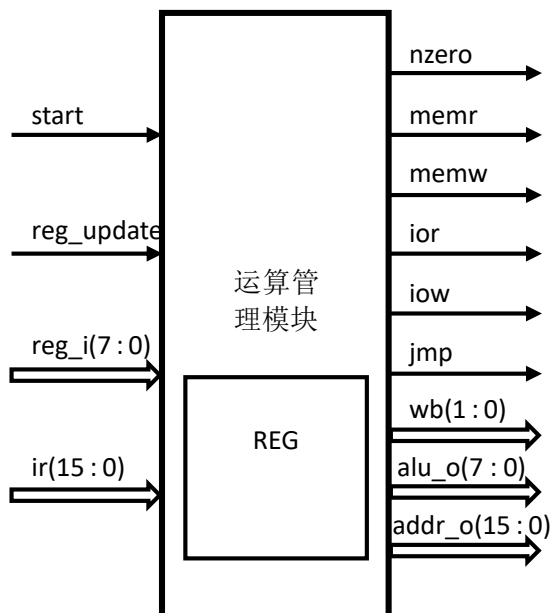 nzero
start
memr
memw
reg_update
ior
运算管
理模块
iow
reg_i(7 : 0)
jmp
wb(1 : 0)
REG
ir(15 : 0)
alu_o(7 : 0)
addr_o(15 : 0)